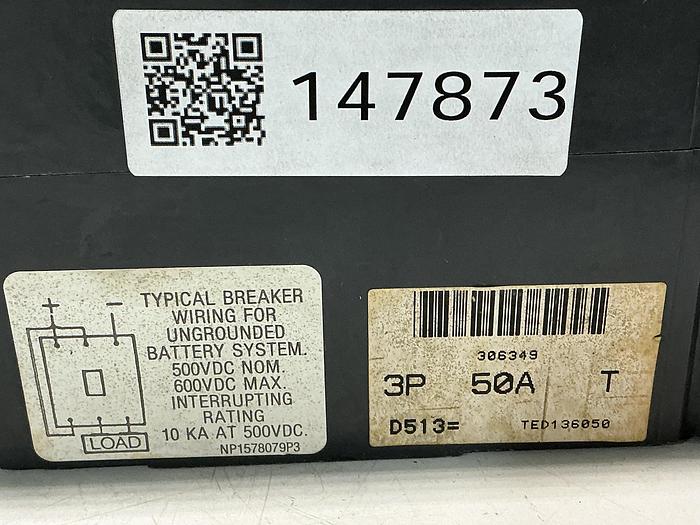 147873
+ −
TYPICAL BREAKER
WIRING FOR
UNGROUNDED
BATTERY SYSTEM.
500VDC NOM.
600VDC MAX.
INTERRUPTING
RATING
10 KA AT 500VDC.
LOAD
NP1578079P3
306349
3P 50A T
D513= TED136050